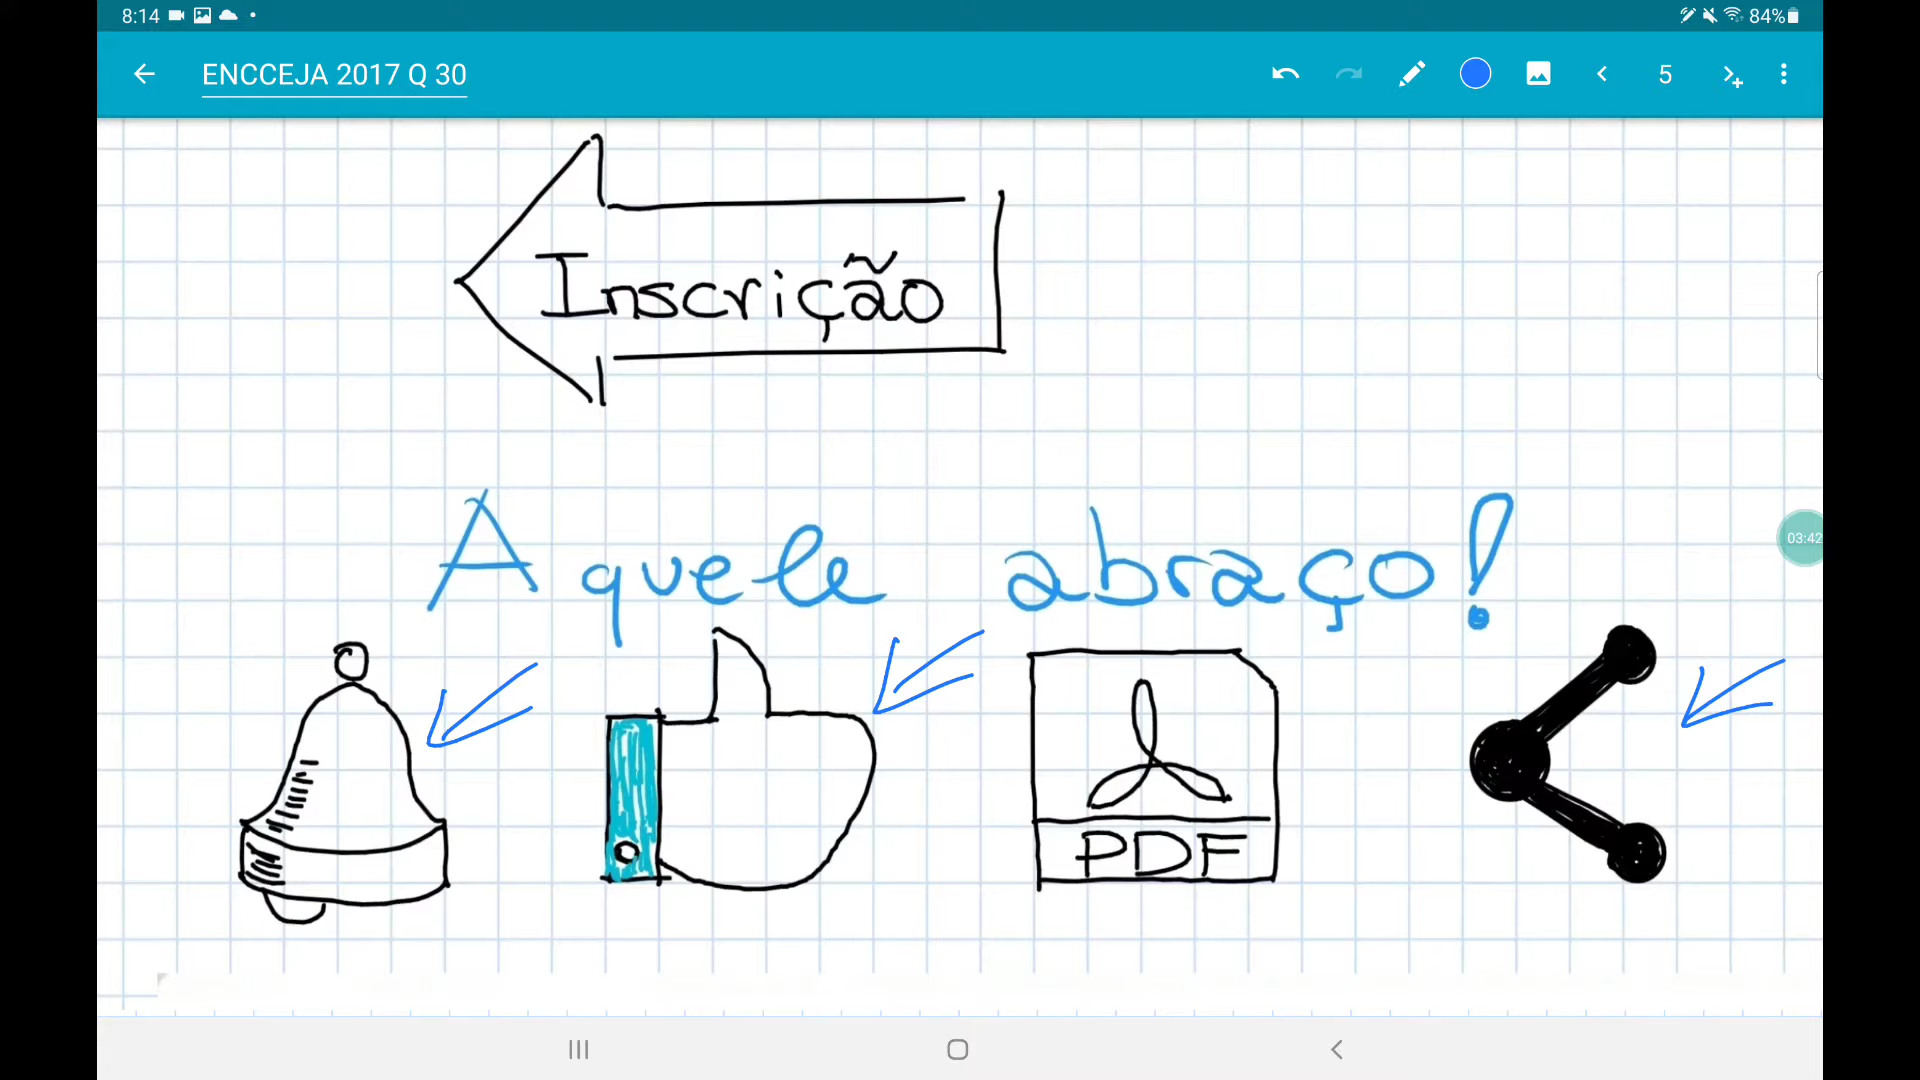 8:14 84%
ENCCEJA 2017 Q 30 5
Inscrição
Aquele abraço!
03:42
PDF